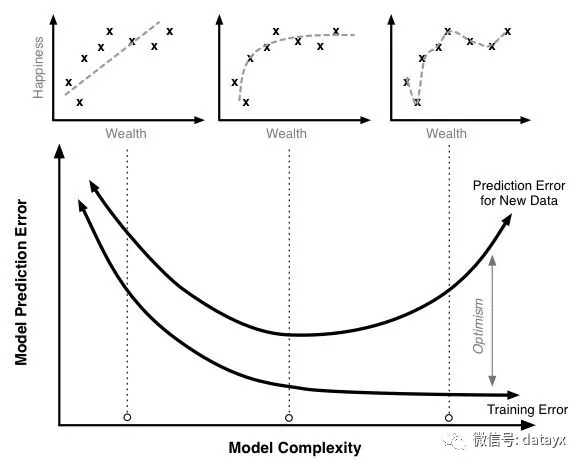 Happiness
Wealth
Wealth
Wealth
Model Prediction Error
Prediction Error
for New Data
Optimism
Training Error
Model Complexity
微信号: datayx